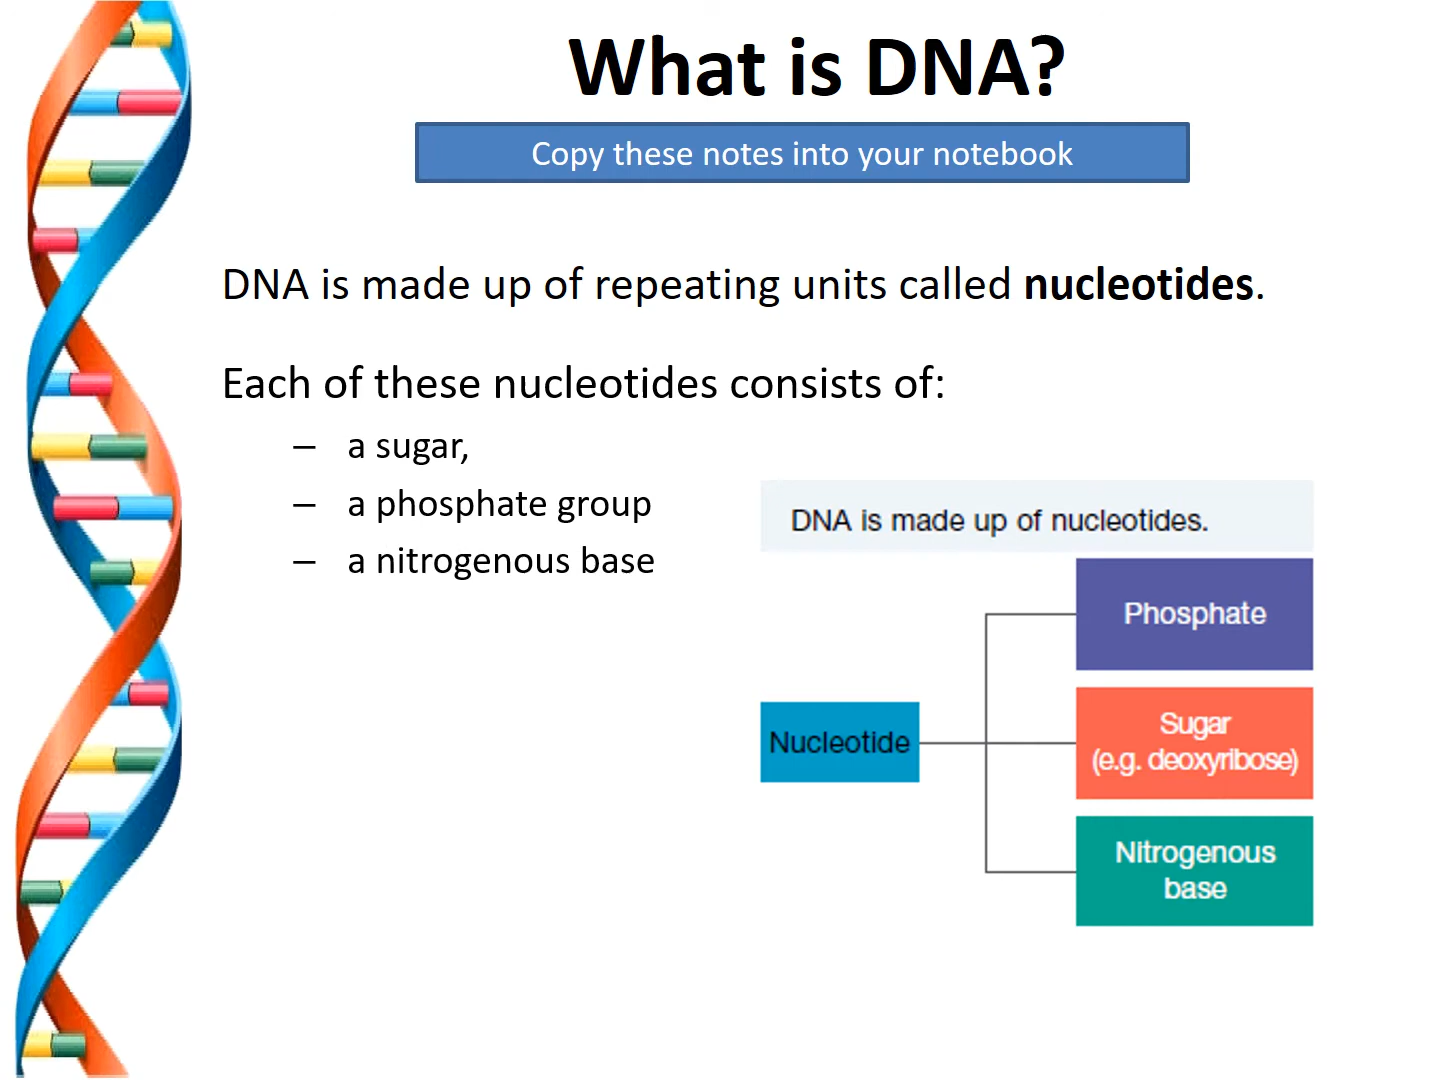 What is DNA?
Copy these notes into your notebook
DNA is made up of repeating units called nucleotides.
Each of these nucleotides consists of:
– a sugar,
– a phosphate group
– a nitrogenous base
DNA is made up of nucleotides.
Nucleotide
Phosphate
Sugar
(e.g. deoxyribose)
Nitrogenous
base